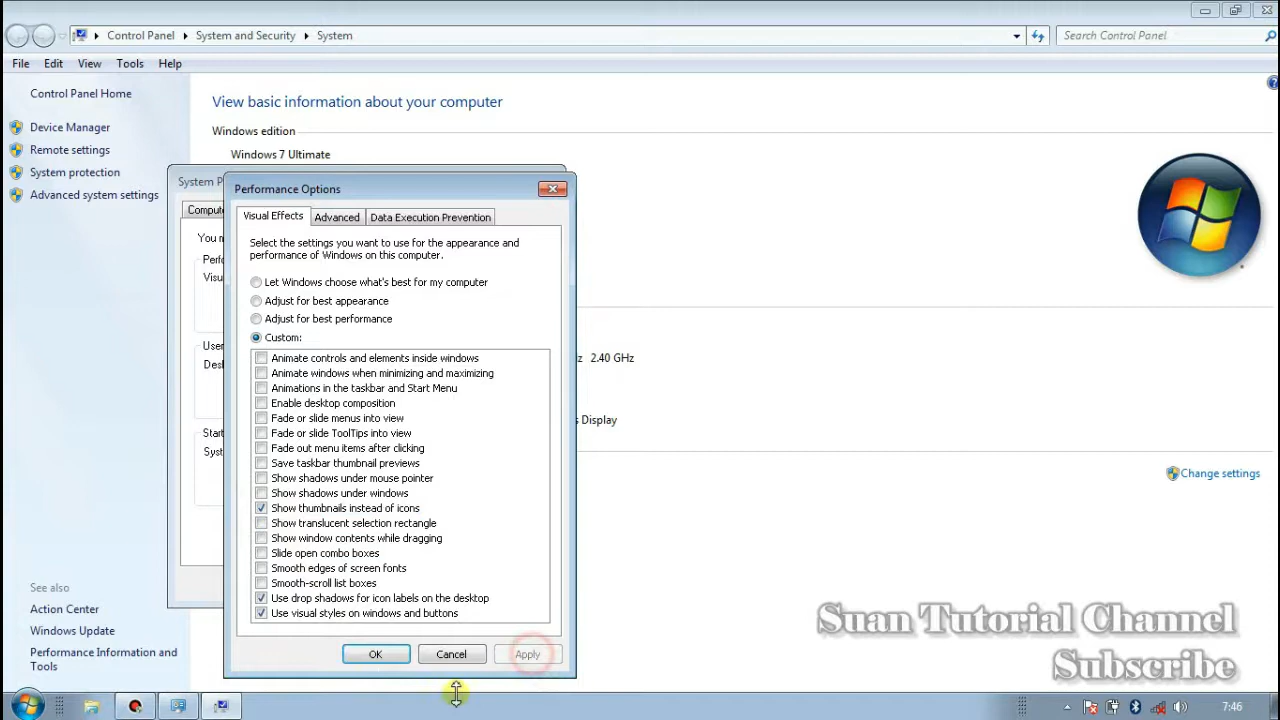 Control Panel
System and Security
System
Search Control Panel
File Edit View Tools Help
Control Panel Home
Device Manager
Remote settings
System protection
Advanced system settings
View basic information about your computer
Windows edition
Windows 7 Ultimate
Performance Options
Visual Effects
Advanced
Data Execution Prevention
Select the settings you want to use for the appearance and
performance of Windows on this computer.
Let Windows choose what's best for my computer
Adjust for best appearance
Adjust for best performance
Custom:
Animate controls and elements inside windows
Animate windows when minimizing and maximizing
Animations in the taskbar and Start Menu
Enable desktop composition
Fade or slide menus into view
Fade or slide ToolTips into view
Fade out menu items after clicking
Save taskbar thumbnail previews
Show shadows under mouse pointer
Show shadows under windows
Show thumbnails instead of icons
Show translucent selection rectangle
Show window contents while dragging
Slide open combo boxes
Smooth edges of screen fonts
Smooth-scroll list boxes
Use drop shadows for icon labels on the desktop
Use visual styles on windows and buttons
OK
Cancel
Apply
2.40 GHz
Display
Change settings
See also
Action Center
Windows Update
Performance Information and
Tools
Suan Tutorial Channel
Subscribe
7:46